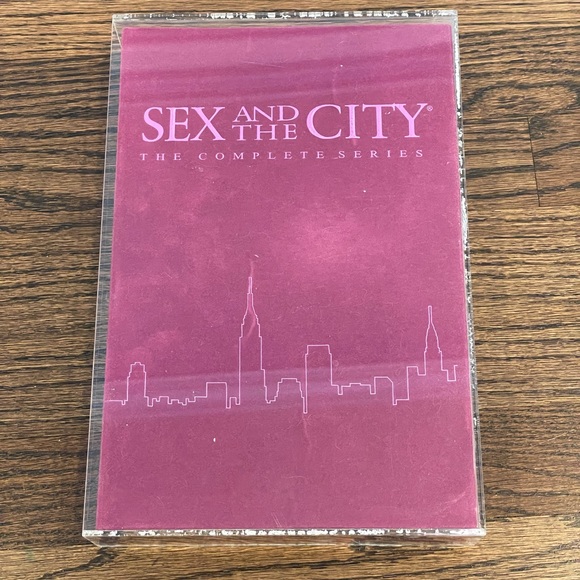 SEX AND THE CITY®
THE COMPLETE SERIES